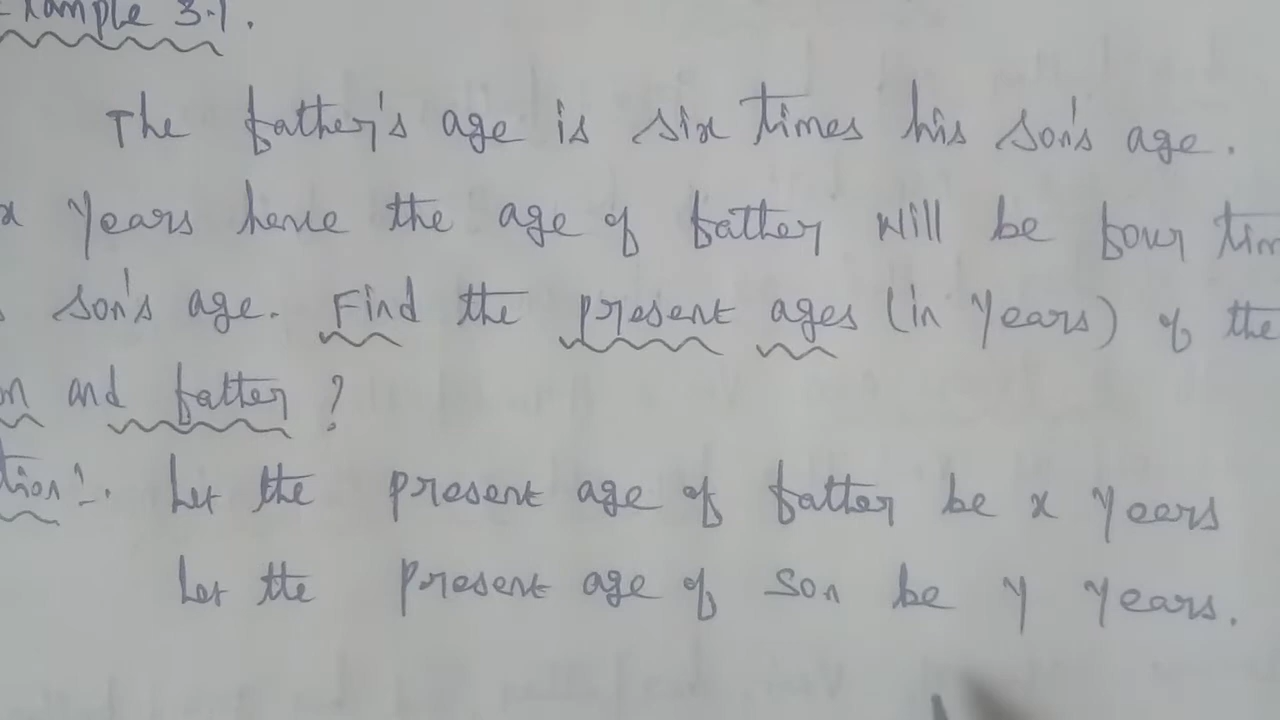 Example 3.1.
The father's age is six times his son's age.
x years hence the age of father will be four tim
s son's age. Find the present ages (in years) of the
on and father ?
tion :-. Let the present age of father be x years
Let the present age of son be y years.